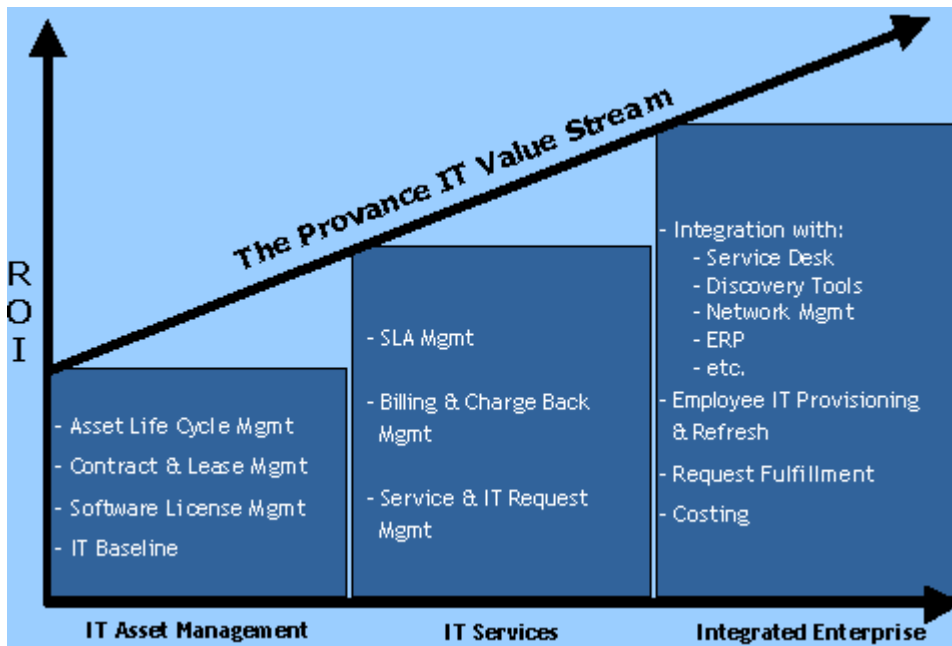 The Provance IT Value Stream
R
O
I
- Asset Life Cycle Mgmt
- Contract & Lease Mgmt
- Software License Mgmt
- IT Baseline
- SLA Mgmt
- Billing & Charge Back
Mgmt
- Service & IT Request
Mgmt
- Integration with:
- Service Desk
- Discovery Tools
- Network Mgmt
- ERP
- etc.
- Employee IT Provisioning
& Refresh
- Request Fulfillment
- Costing
IT Asset Management
IT Services
Integrated Enterprise